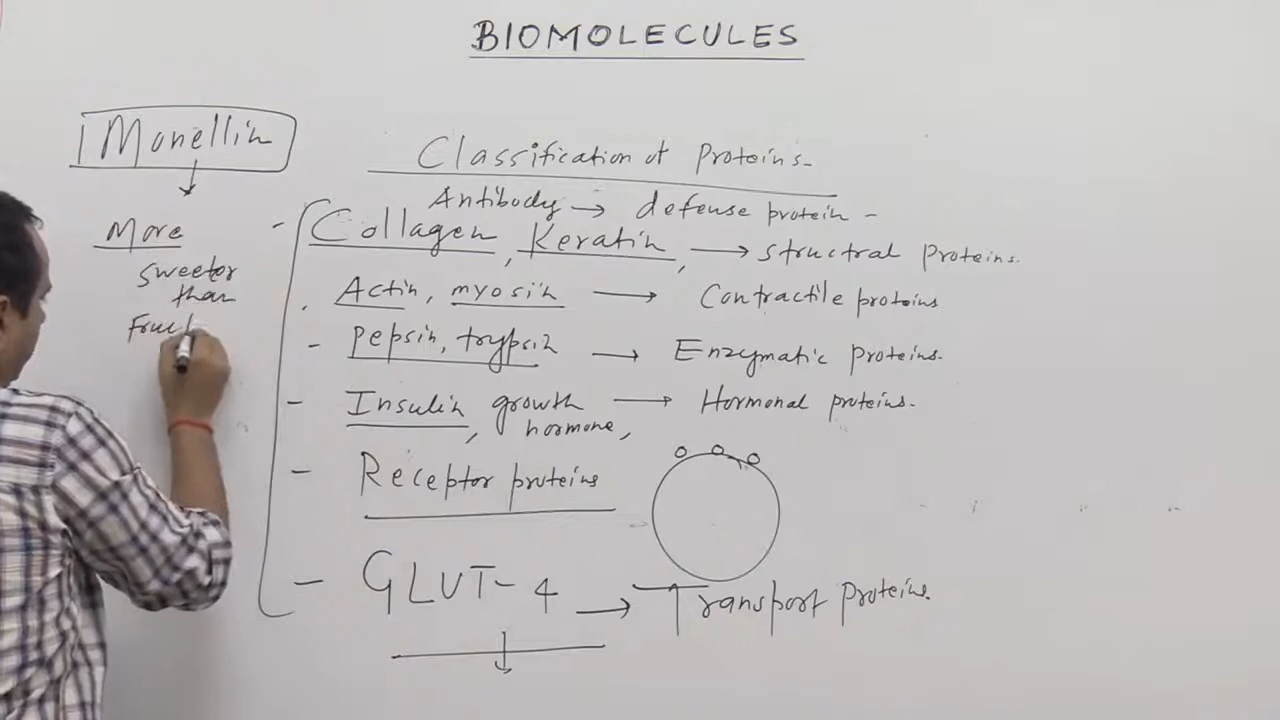 BIOMOLECULES
Monellin
More
sweeter
than
Fruct
Classification of Proteins.
Antibody → defense protein -
- Collagen, Keratin, → structral proteins.
. Actin, myosin → Contractile proteins
- Pepsin, trypsin → Enzymatic proteins.
- Insulin, growth → Hormonal proteins.
hormone,
- Receptor proteins
- GLUT-4 → Transport proteins.